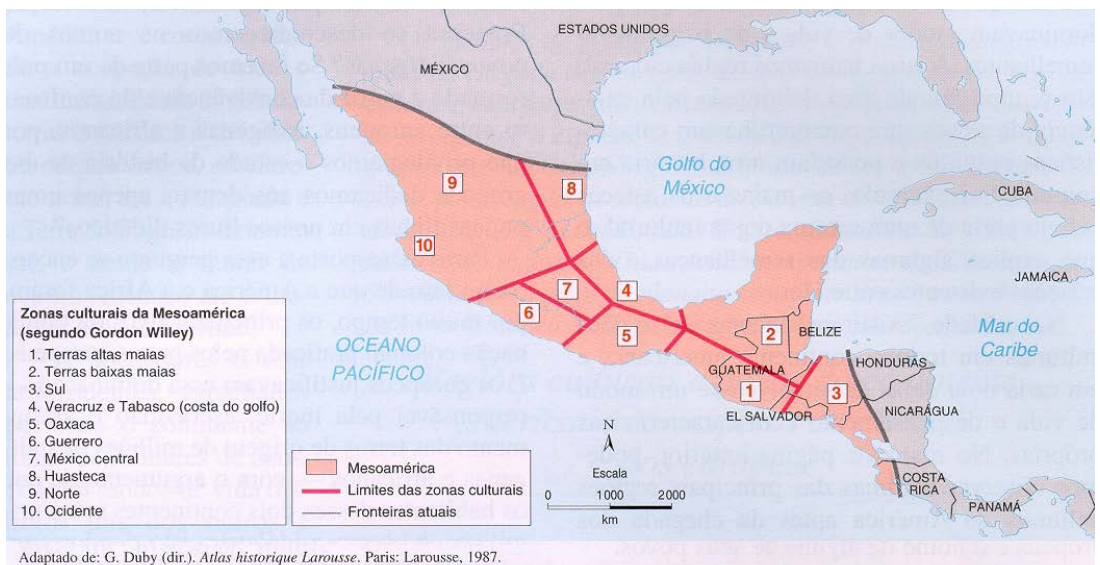 ESTADOS UNIDOS
MÉXICO
Golfo do
México
9
8
CUBA
10
JAMAICA
7
4
6
5
2
BELIZE
Mar do
Caribe
OCEANO
PACÍFICO
GUATEMALA
HONDURAS
1
3
EL SALVADOR
NICARÁGUA
COSTA
RICA
PANAMÁ
Zonas culturais da Mesoamérica
(segundo Gordon Willey)
1. Terras altas maias
2. Terras baixas maias
3. Sul
4. Veracruz e Tabasco (costa do golfo)
5. Oaxaca
6. Guerrero
7. México central
8. Huasteca
9. Norte
10. Ocidente
Mesoamérica
Limites das zonas culturais
Fronteiras atuais
N
Escala
0 1000 2000
km
Adaptado de: G. Duby (dir.). Atlas historique Larousse. Paris: Larousse, 1987.